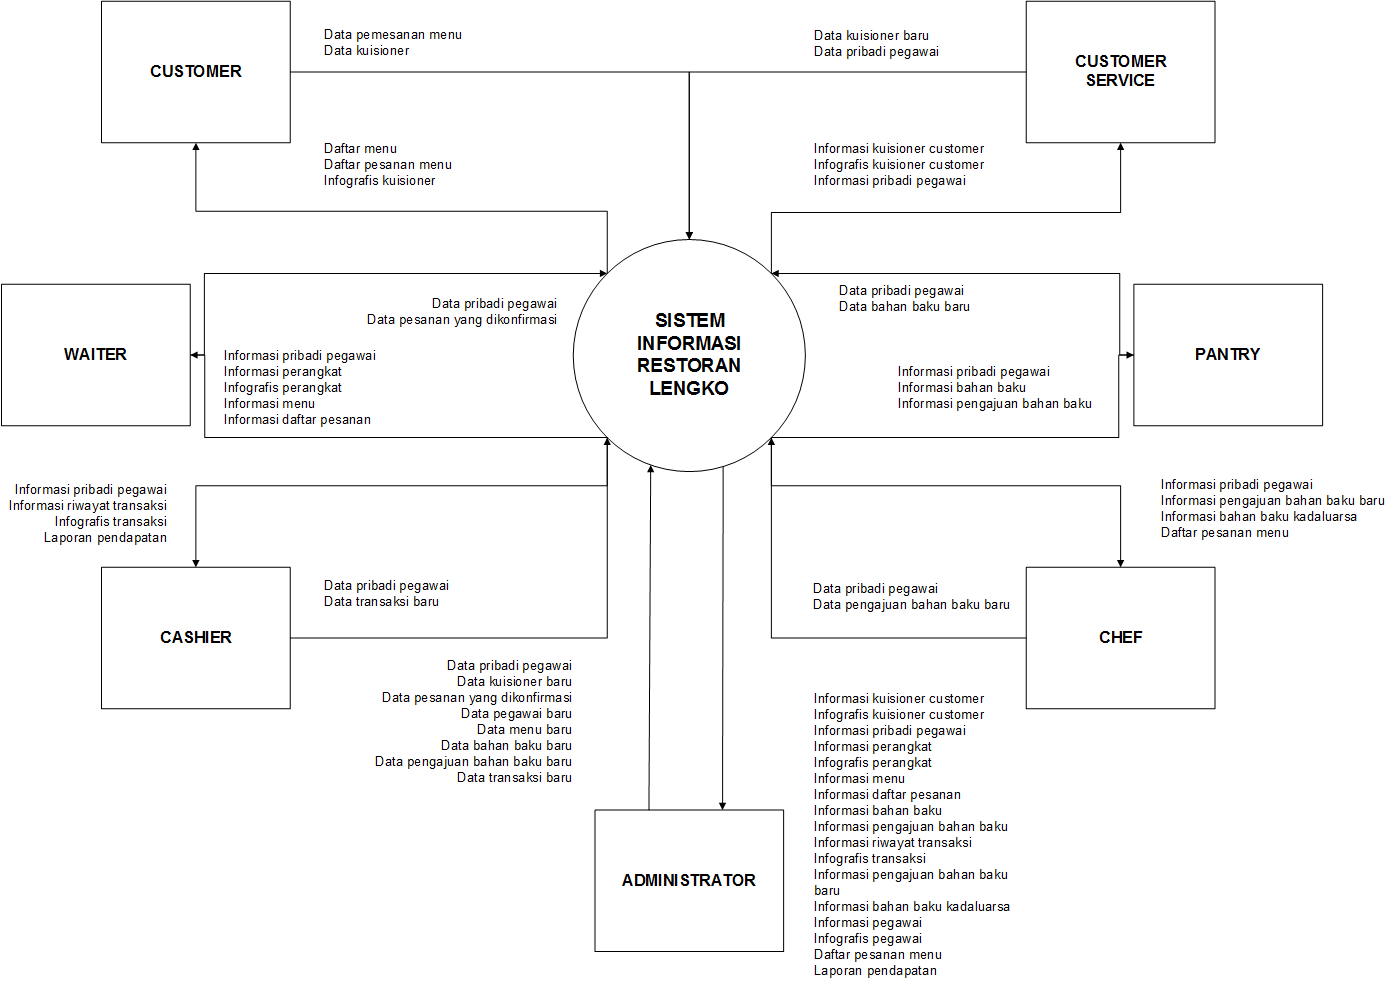 CUSTOMER
Data pemesanan menu
Data kuisioner
Data kuisioner baru
Data pribadi pegawai
CUSTOMER
SERVICE
Daftar menu
Daftar pesanan menu
Infografis kuisioner
Informasi kuisioner customer
Infografis kuisioner customer
Informasi pribadi pegawai
WAITER
Data pribadi pegawai
Data pesanan yang dikonfirmasi
Informasi pribadi pegawai
Informasi perangkat
Infografis perangkat
Informasi menu
Informasi daftar pesanan
SISTEM
INFORMASI
RESTORAN
LENGKO
Data pribadi pegawai
Data bahan baku baru
Informasi pribadi pegawai
Informasi bahan baku
Informasi pengajuan bahan baku
PANTRY
Informasi pribadi pegawai
Informasi riwayat transaksi
Infografis transaksi
Laporan pendapatan
Informasi pribadi pegawai
Informasi pengajuan bahan baku baru
Informasi bahan baku kadaluarsa
Daftar pesanan menu
CASHIER
Data pribadi pegawai
Data transaksi baru
Data pribadi pegawai
Data pengajuan bahan baku baru
CHEF
Data pribadi pegawai
Data kuisioner baru
Data pesanan yang dikonfirmasi
Data pegawai baru
Data menu baru
Data bahan baku baru
Data pengajuan bahan baku baru
Data transaksi baru
ADMINISTRATOR
Informasi kuisioner customer
Infografis kuisioner customer
Informasi pribadi pegawai
Informasi perangkat
Infografis perangkat
Informasi menu
Informasi daftar pesanan
Informasi bahan baku
Informasi pengajuan bahan baku
Informasi riwayat transaksi
Infografis transaksi
Informasi pengajuan bahan baku
baru
Informasi bahan baku kadaluarsa
Informasi pegawai
Infografis pegawai
Daftar pesanan menu
Laporan pendapatan